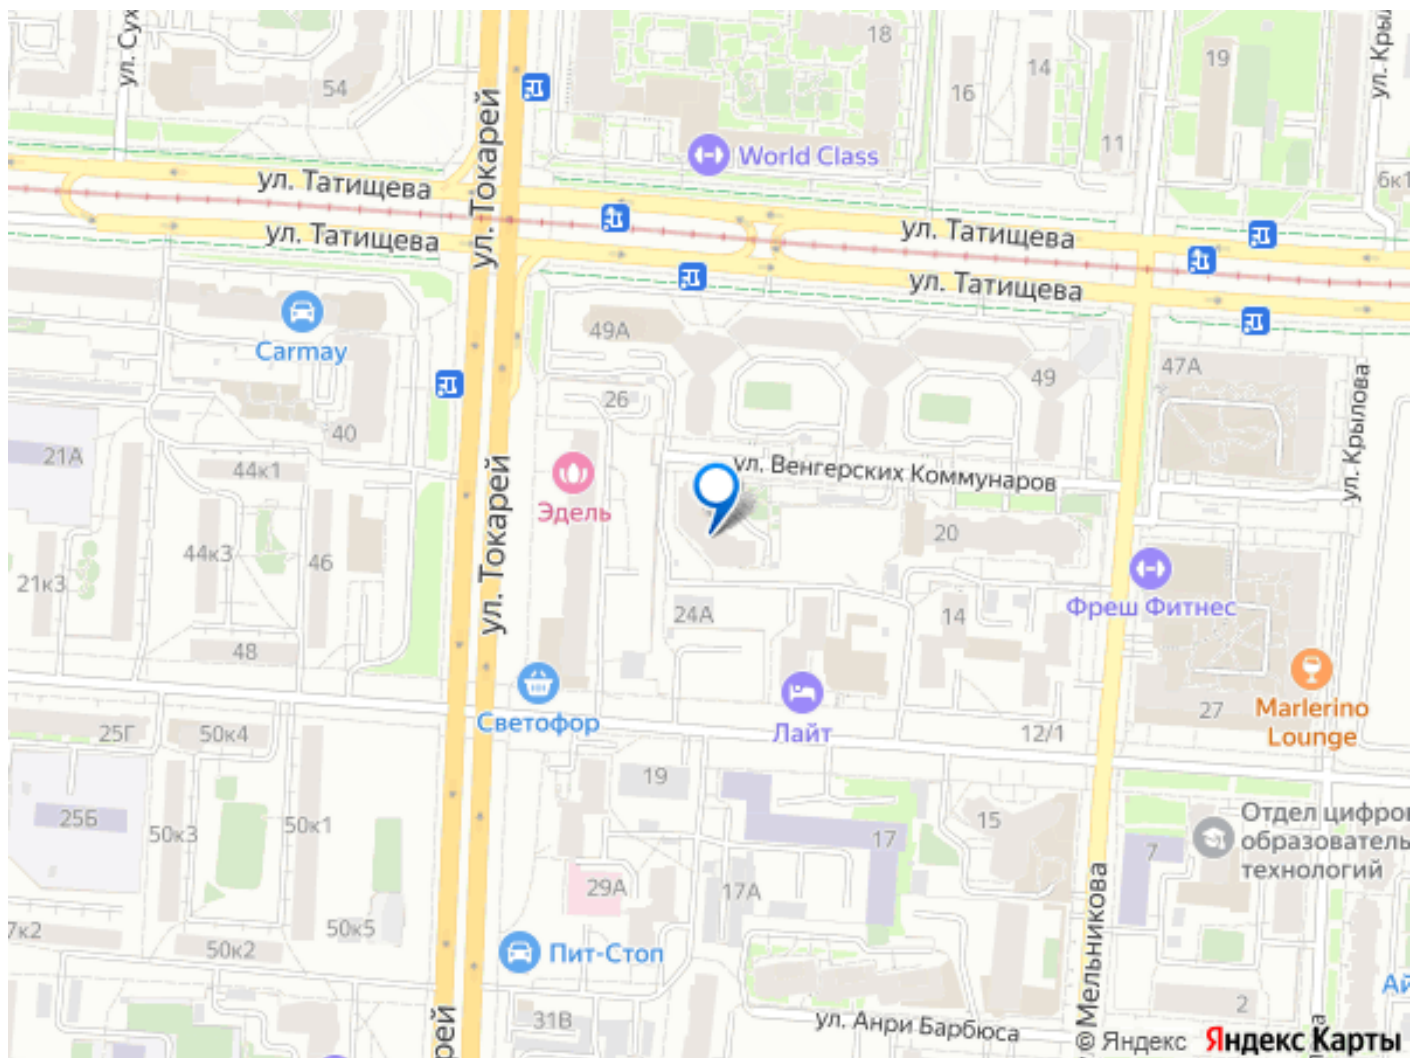 ул. Сух
54
18
16
14
11
19
ул. Кры
World Class
6к1
ул. Татищева
ул. Токарей
ул. Татищева
ул. Татищева
ул. Татищева
Carmay
49А
26
49
47А
ул. Крылова
40
21А
44к1
Эдель
ул. Венгерских Коммунаров
ул. Токарей
20
44к3
46
21к3
Фреш Фитнес
24А
14
48
Светофор
Лайт
27
Marlerino
Lounge
12/1
25Г
50к4
19
25Б
50к3
50к1
17
15
7
Отдел цифро
образователь
технологий
29А
17А
7к2
50к2
50к5
Пит-Стоп
Мельникова
Ай
2
31В
рей
ул. Анри Барбюса
а
© Яндекс Яндекс Карты